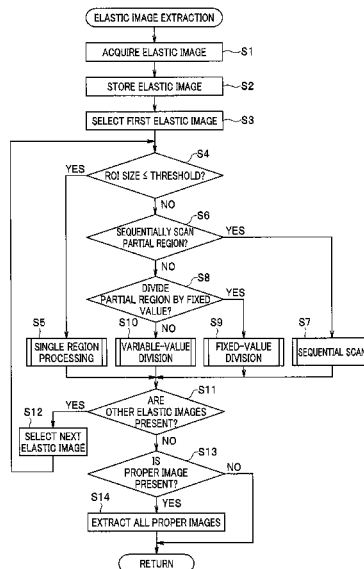 ELASTIC IMAGE EXTRACTION
ACQUIRE ELASTIC IMAGE
S1
STORE ELASTIC IMAGE
S2
SELECT FIRST ELASTIC IMAGE
S3
S4
YES
ROI SIZE ≤ THRESHOLD?
NO
S6
SEQUENTIALLY SCAN
PARTIAL REGION?
YES
NO
S8
DIVIDE
PARTIAL REGION BY FIXED
VALUE?
YES
NO
S5
SINGLE REGION
PROCESSING
S10
VARIABLE-VALUE
DIVISION
S9
FIXED-VALUE
DIVISION
S7
SEQUENTIAL SCAN
S11
ARE
OTHER ELASTIC IMAGES
PRESENT?
YES
S12
SELECT NEXT
ELASTIC IMAGE
NO
S13
IS
PROPER IMAGE
PRESENT?
NO
YES
S14
EXTRACT ALL PROPER IMAGES
RETURN